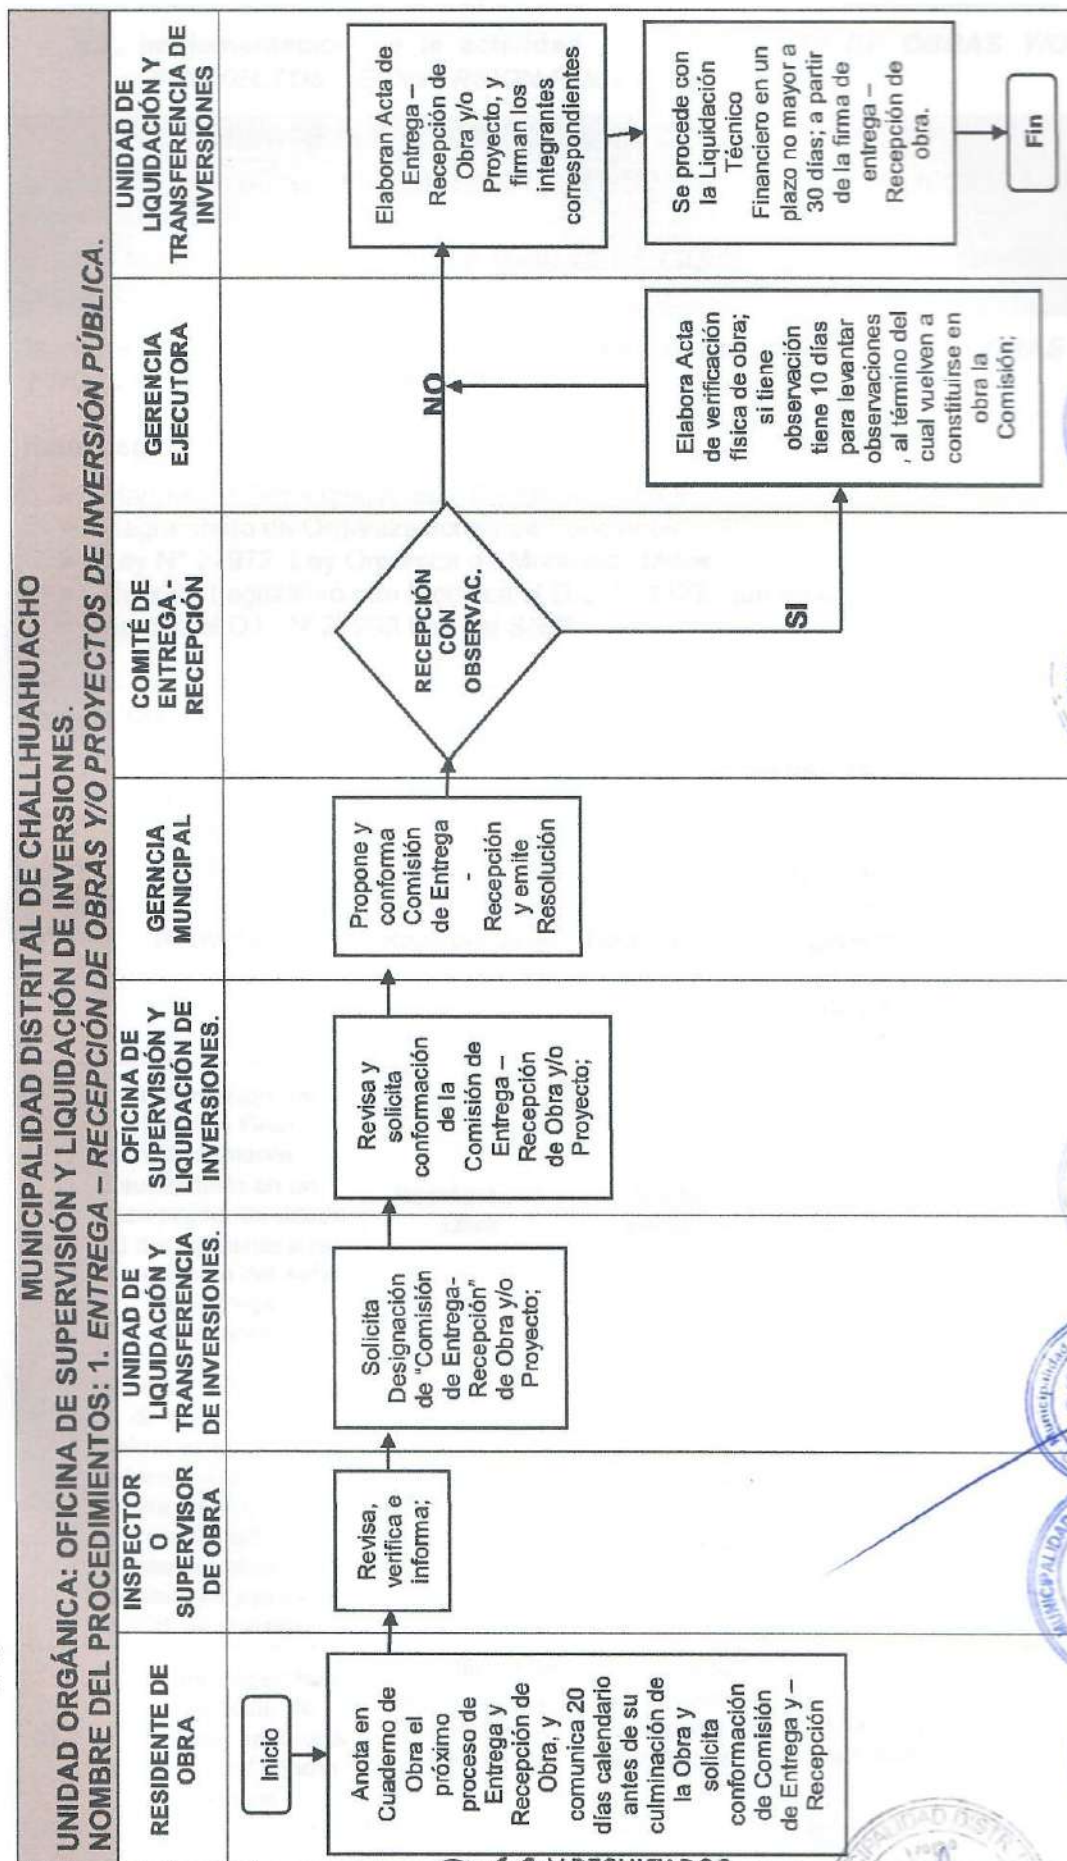 MUNICIPALIDAD DISTRITAL DE CHALLHUAHUACHO
UNIDAD ORGÁNICA: OFICINA DE SUPERVISIÓN Y LIQUIDACIÓN DE INVERSIONES.
NOMBRE DEL PROCEDIMIENTOS: 1. ENTREGA – RECEPCIÓN DE OBRAS Y/O PROYECTOS DE INVERSIÓN PÚBLICA.
RESIDENTE DE
OBRA
INSPECTOR
O
SUPERVISOR
DE OBRA
UNIDAD DE
LIQUIDACIÓN Y
TRANSFERENCIA
DE INVERSIONES.
OFICINA DE
SUPERVISIÓN Y
LIQUIDACIÓN DE
INVERSIONES.
GERNCIA
MUNICIPAL
COMITÉ DE
ENTREGA.-
RECEPCIÓN
GERENCIA
EJECUTORA
UNIDAD DE
LIQUIDACIÓN Y
TRANSFERENCIA DE
INVERSIONES
Inicio
Anota en
Cuaderno de
Obra el
próximo
proceso de
Entrega y
Recepción de
Obra, y
comunica 20
días calendario
antes de su
culminación de
la Obra y
solicita
conformación
de Comisión
de Entrega y –
Recepción
Revisa,
verifica e
informa;
Solicita
Designación
de "Comisión
de Entrega-
Recepción"
de Obra y/o
Proyecto;
Revisa y
solicita
conformación
de la
Comisión de
Entrega –
Recepción
de Obra y/o
Proyecto;
Propone y
conforma
Comisión
de Entrega
-
Recepción
y emite
Resolución
RECEPCIÓN
CON
OBSERVAC.
NO
SI
Elabora Acta
de verificación
física de obra;
si tiene
observación
tiene 10 días
para levantar
observaciones
, al término del
cual vuelven a
constituirse en
obra la
Comisión;
Elaboran Acta de
Entrega –
Recepción de
Obra y/o
Proyecto, y
firman los
integrantes
correspondientes
Se procede con
la Liquidación
Técnico
Financiero en un
plazo no mayor a
30 días; a partir
de la firma de
entrega –
Recepción de
obra.
Fin